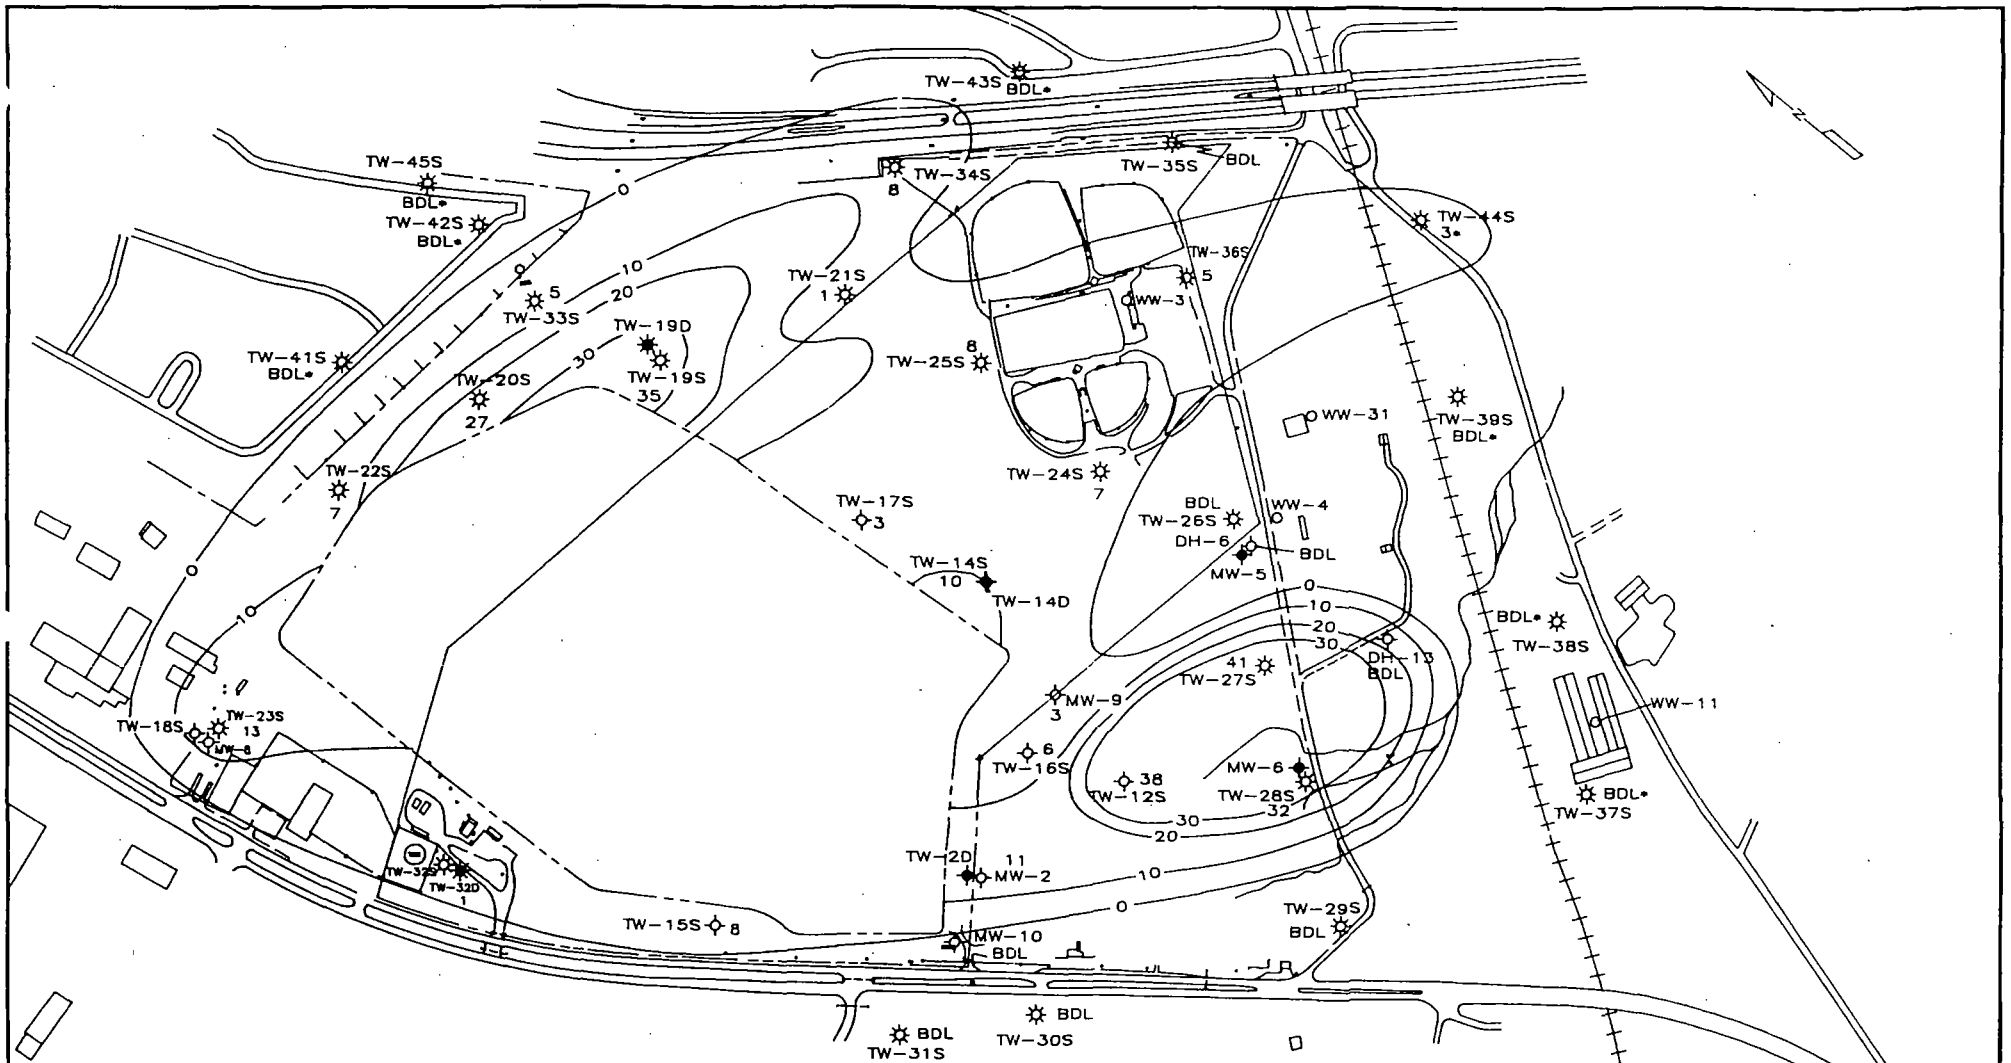 TW-43S
BDL*
N
TW-45S
BDL*
TW-42S
BDL*
0
TW-34S
8
TW-35S
BDL
TW-44S
3*
10
20
0
TW-21S
1
TW-36S
5
WW-3
5
TW-33S
TW-19D
30
TW-19S
35
TW-41S
BDL*
TW-20S
27
8
TW-25S
WW-31
TW-39S
BDL*
TW-22S
7
TW-24S
7
TW-17S
3
BDL
TW-26S
WW-4
DH-6
BDL
MW-5
TW-14S
10
TW-14D
0
0
10
20
30
10
BDL*
TW-38S
41
TW-27S
DH-13
BDL
MW-9
3
WW-11
TW-18S
TW-23S
13
MW-8
6
TW-16S
38
TW-12S
MW-6
TW-28S
32
BDL*
TW-37S
30
20
TW-2D
11
MW-2
10
0
TW-32S
TW-32D
1
TW-15S
8
MW-10
BDL
TW-29S
BDL
BDL
TW-30S
BDL
TW-31S